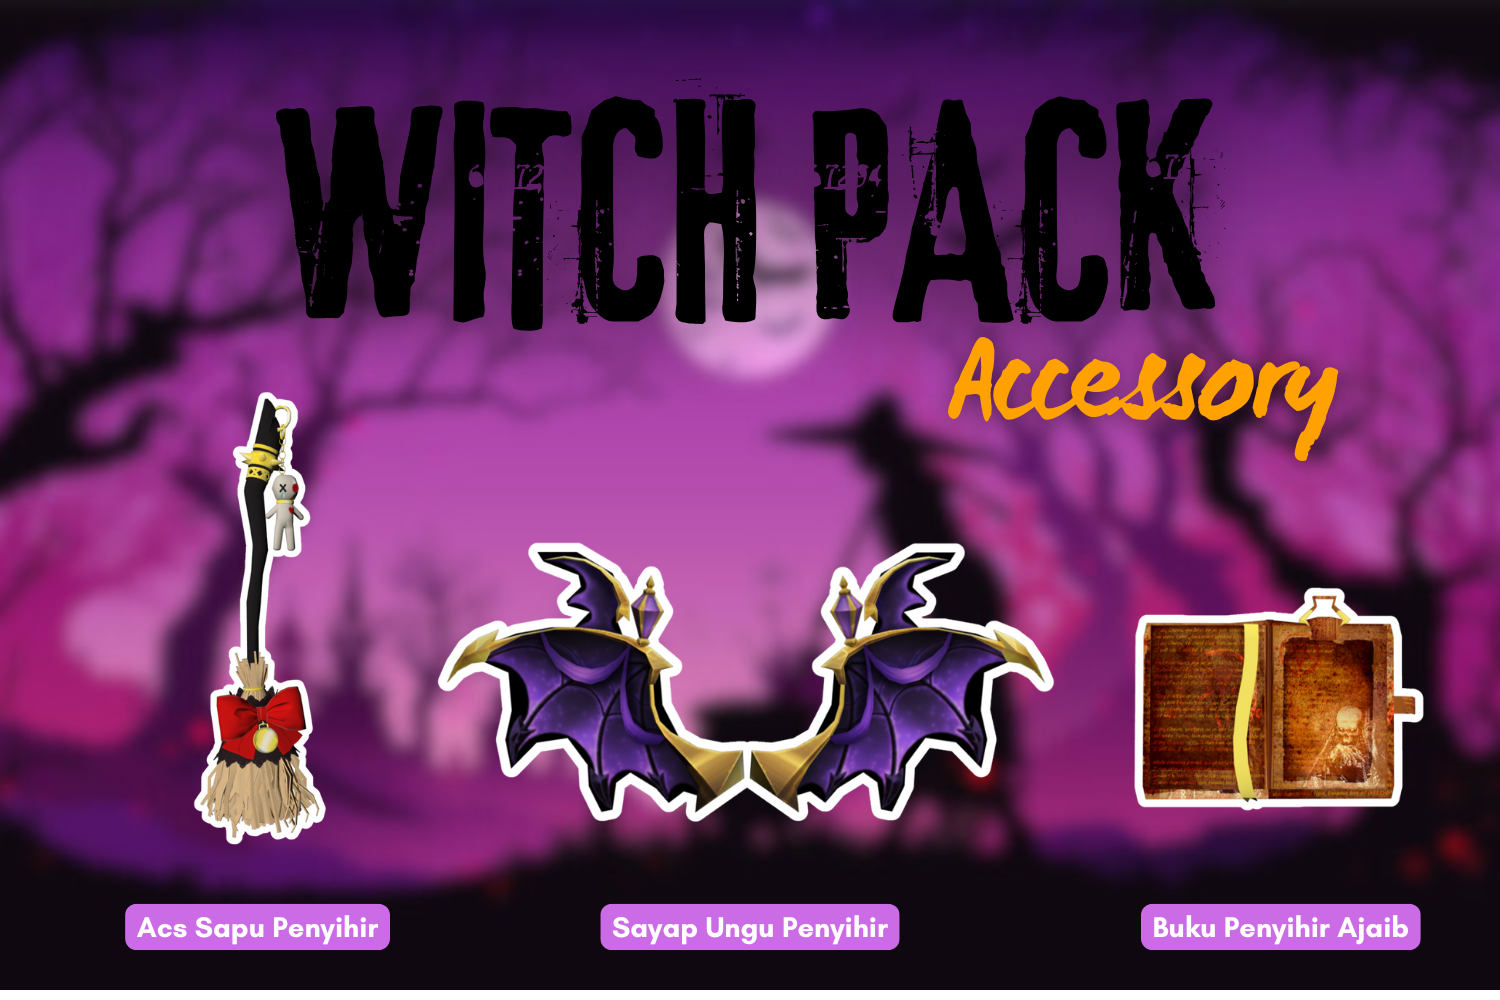 WITCH PACK
Accessory
Acs Sapu Penyihir
Sayap Ungu Penyihir
Buku Penyihir Ajaib